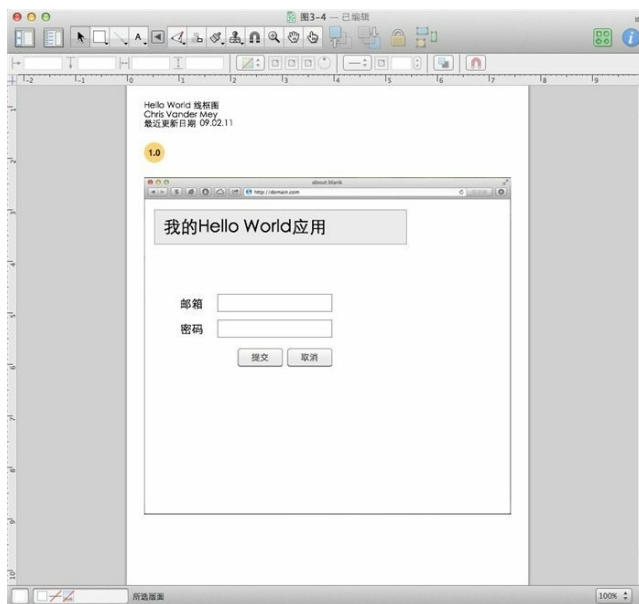 图3-4 — 已编辑
Hello World 线框图
Chris Vander Mey
最近更新日期 09.02.11
1.0
about:blank
http://domain.com
我的Hello World应用
邮箱
密码
提交
取消
所选版面
100%